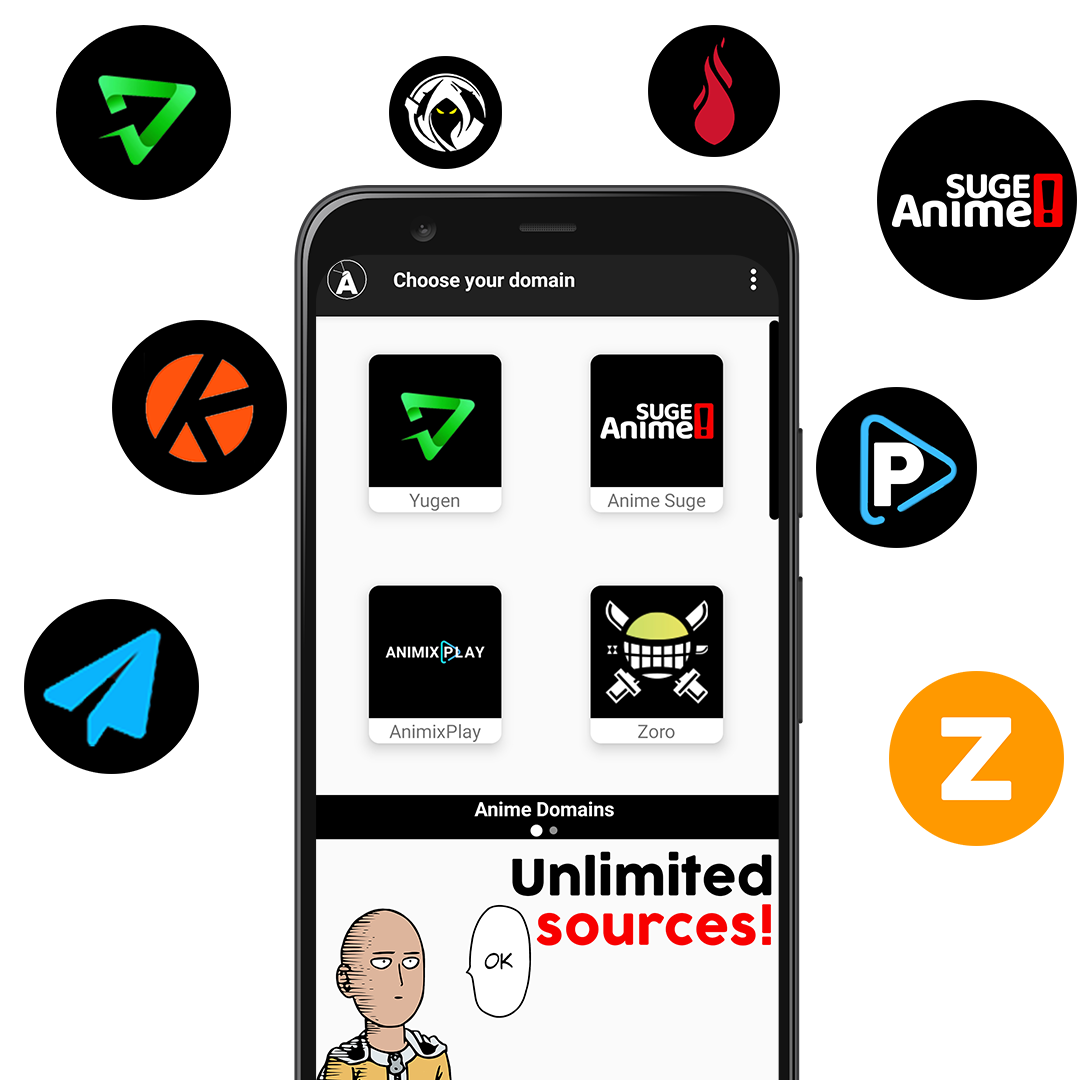 SUGE
Anime!
A
Choose your domain
K
SUGE
Anime!
Yugen
Anime Suge
P
ANIMIXPLAY
AnimixPlay
Zoro
Z
Anime Domains
Unlimited
sources!
OK